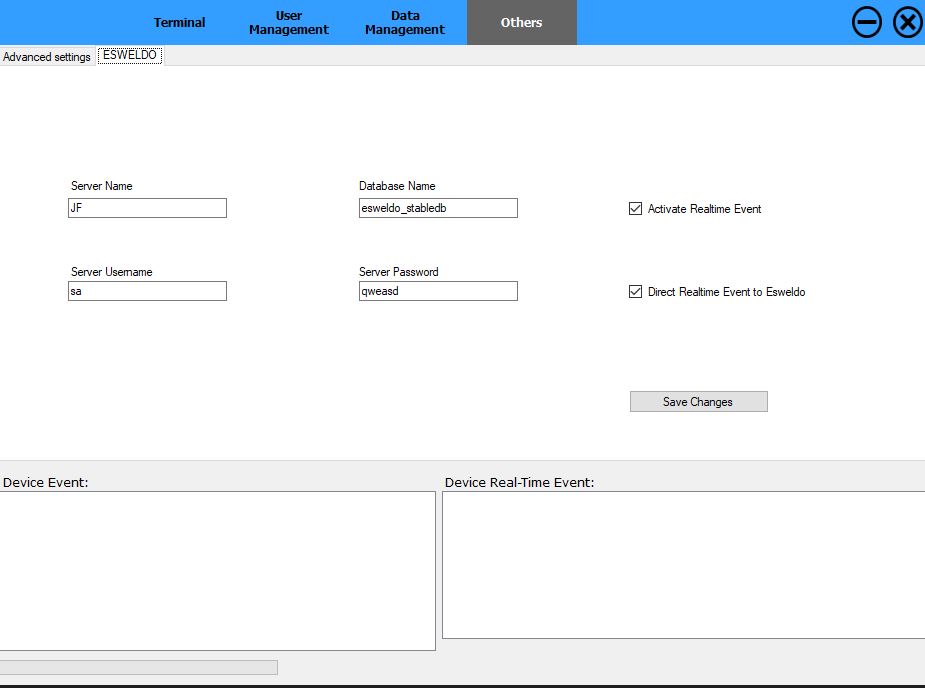 Terminal
User
Management
Data
Management
Others
Advanced settings
ESWELDO
Server Name
Database Name
JF
esweldo_stabledb
Activate Realtime Event
Server Username
Server Password
sa
qweasd
Direct Realtime Event to Esweldo
Save Changes
Device Event:
Device Real-Time Event: